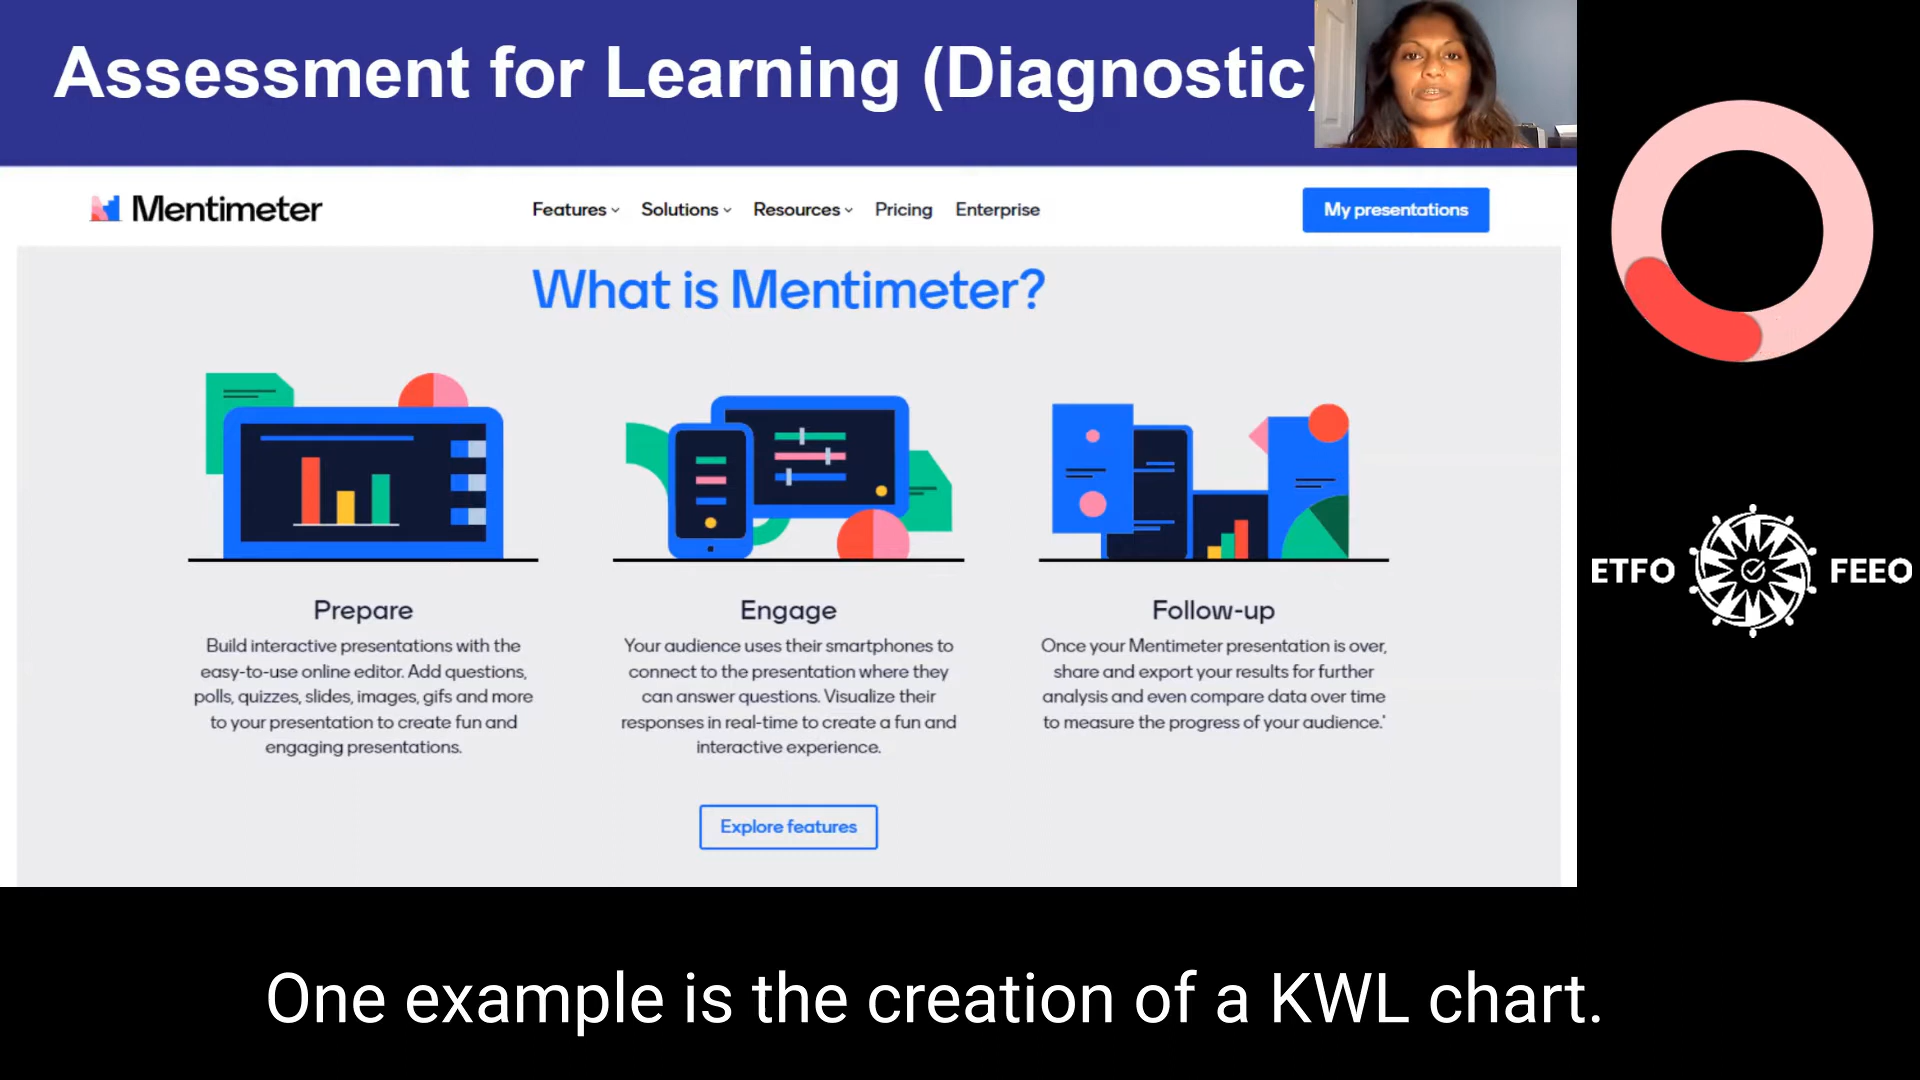 Assessment for Learning (Diagnostic)
Mentimeter
Features Solutions Resources Pricing Enterprise
My presentations
What is Mentimeter?
Prepare
Build interactive presentations with the
easy-to-use online editor. Add questions,
polls, quizzes, slides, images, gifs and more
to your presentation to create fun and
engaging presentations.
Engage
Your audience uses their smartphones to
connect to the presentation where they
can answer questions. Visualize their
responses in real-time to create a fun and
interactive experience.
Follow-up
Once your Mentimeter presentation is over,
share and export your results for further
analysis and even compare data over time
to measure the progress of your audience.*
Explore features
ETFO FEEO
One example is the creation of a KWL chart.